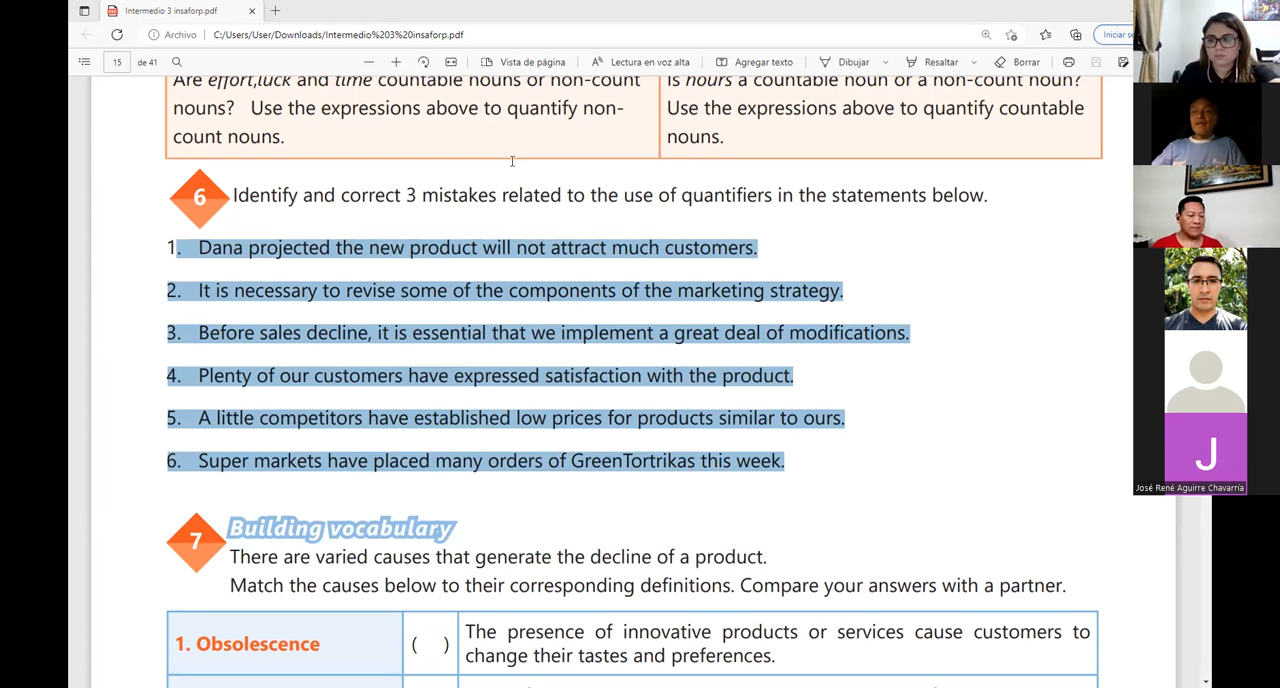 Intermedio 3 insaforp.pdf
Archivo
C:/Users/User/Downloads/Intermedio%203%20insaforp.pdf
Iniciar se
15
de 41
Vista de página
Lectura en voz alta
Agregar texto
Dibujar
Resaltar
Borrar
Are effort,luck and time countable nouns or non-count
nouns? Use the expressions above to quantify non-
count nouns.
Is hours a countable noun or a non-count noun?
Use the expressions above to quantify countable
nouns.
6 Identify and correct 3 mistakes related to the use of quantifiers in the statements below.
1. Dana projected the new product will not attract much customers.
2. It is necessary to revise some of the components of the marketing strategy.
3. Before sales decline, it is essential that we implement a great deal of modifications.
4. Plenty of our customers have expressed satisfaction with the product.
5. A little competitors have established low prices for products similar to ours.
6. Super markets have placed many orders of GreenTortrikas this week.
7 Building vocabulary
There are varied causes that generate the decline of a product.
Match the causes below to their corresponding definitions. Compare your answers with a partner.
1. Obsolescence
( )
The presence of innovative products or services cause customers to
change their tastes and preferences.
J
José René Aguirre Chavarría